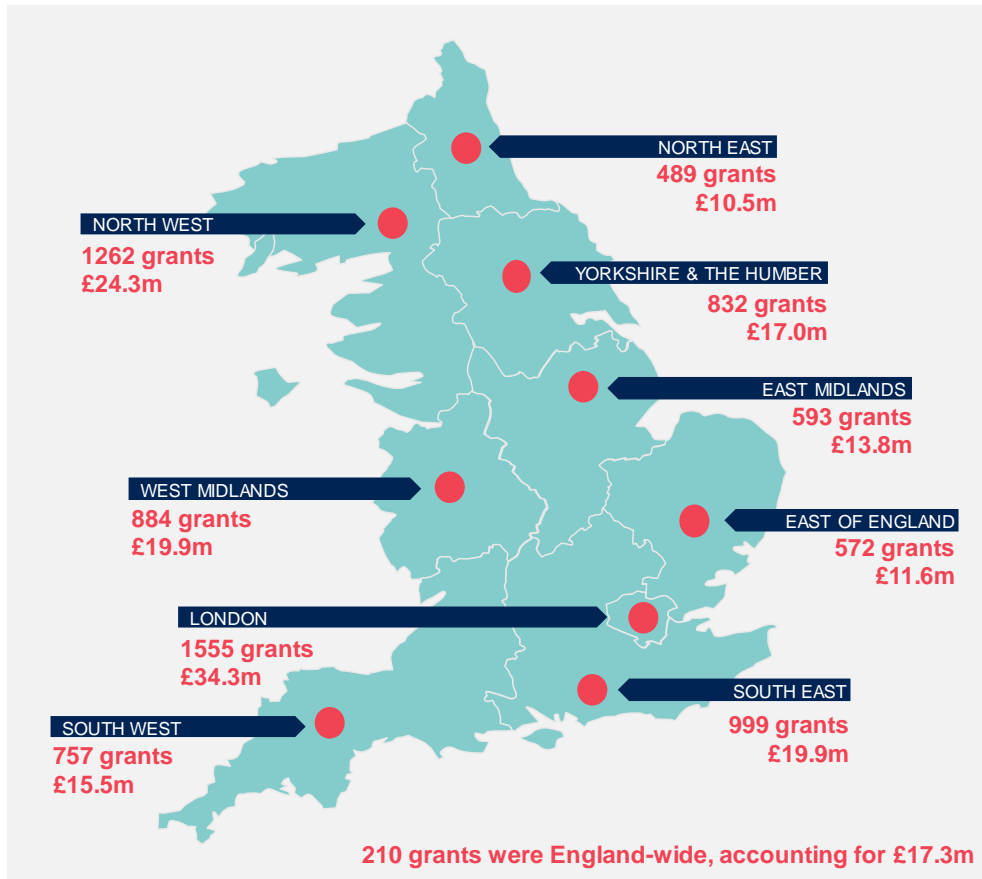 NORTH EAST
489 grants
£10.5m
NORTH WEST
1262 grants
£24.3m
YORKSHIRE & THE HUMBER
832 grants
£17.0m
EAST MIDLANDS
593 grants
£13.8m
WEST MIDLANDS
884 grants
£19.9m
EAST OF ENGLAND
572 grants
£11.6m
LONDON
1555 grants
£34.3m
SOUTH EAST
999 grants
£19.9m
SOUTH WEST
757 grants
£15.5m
210 grants were England-wide, accounting for £17.3m